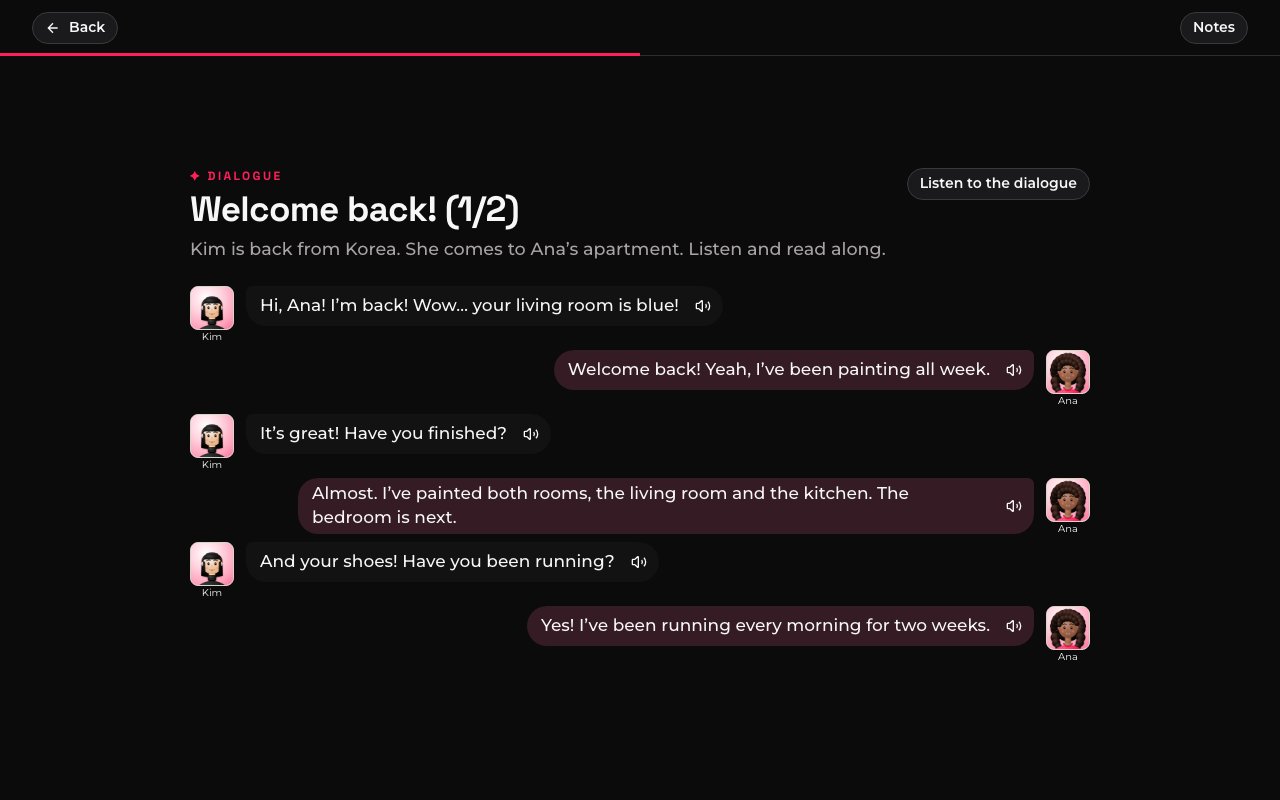 Back
Notes
DIALOGUE
Welcome back! (1/2)
Listen to the dialogue
Kim is back from Korea. She comes to Ana’s apartment. Listen and read along.
Hi, Ana! I’m back! Wow… your living room is blue!
Kim
Welcome back! Yeah, I’ve been painting all week.
Ana
It’s great! Have you finished?
Kim
Almost. I’ve painted both rooms, the living room and the kitchen. The
bedroom is next.
Ana
And your shoes! Have you been running?
Kim
Yes! I’ve been running every morning for two weeks.
Ana